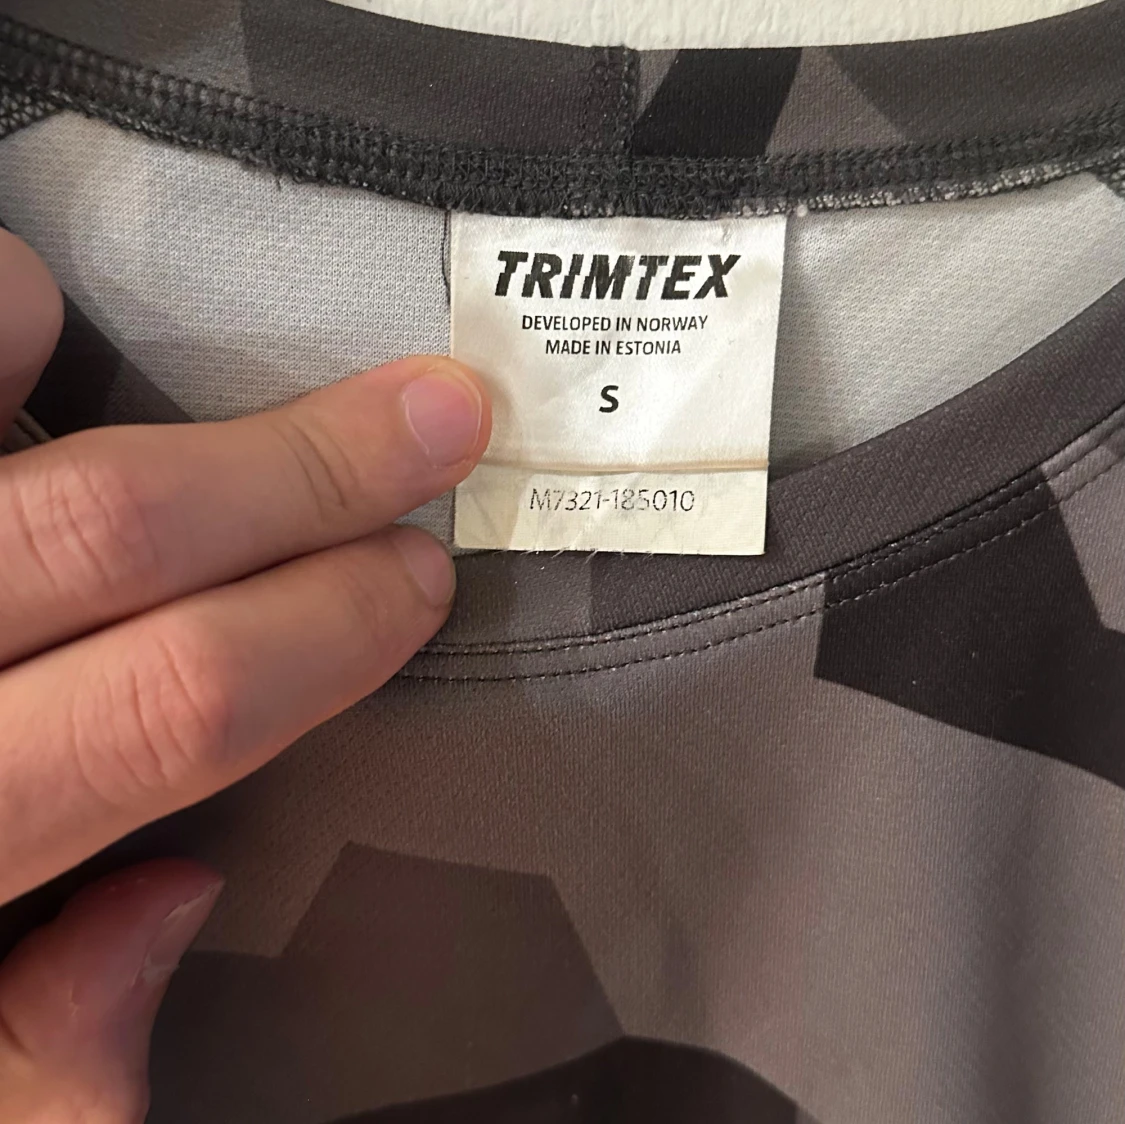 TRIMTEX
DEVELOPED IN NORWAY
MADE IN ESTONIA
S
M7321-185010